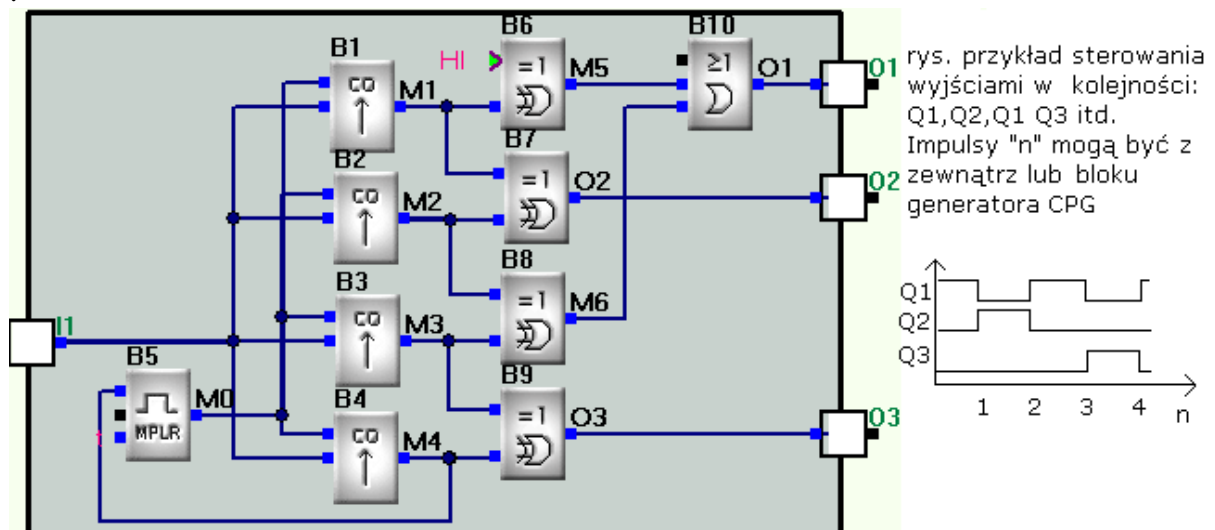 B1
CO
M1
B2
CO
M2
B3
CO
M3
B4
CO
M4
B5
MPLR
M0
I1
HI
B6
=1
M5
B7
=1
O2
B8
=1
M6
B9
=1
O3
B10
≥1
O1
O1
O2
O3
rys. przykład sterowania
wyjściami w kolejności:
Q1,Q2,Q1 Q3 itd.
Impulsy "n" mogą być z
zewnątrz lub bloku
generatora CPG
Q1
Q2
Q3
1 2 3 4 n